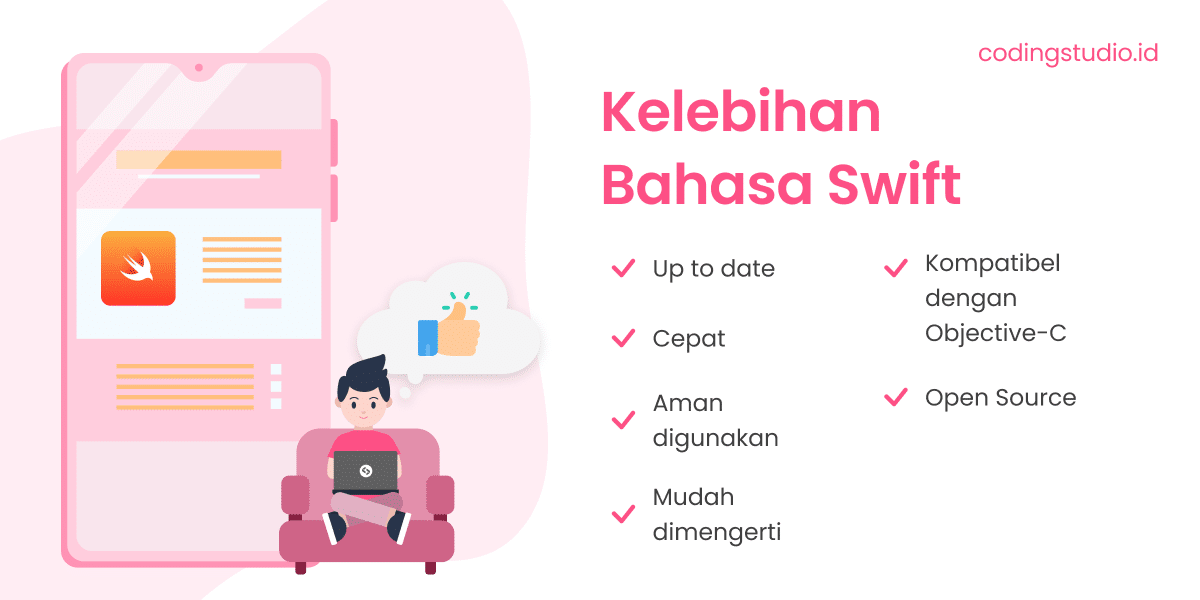 codingstudio.id
Kelebihan
Bahasa Swift
Up to date
Cepat
Aman
digunakan
Mudah
dimengerti
Kompatibel
dengan
Objective-C
Open Source